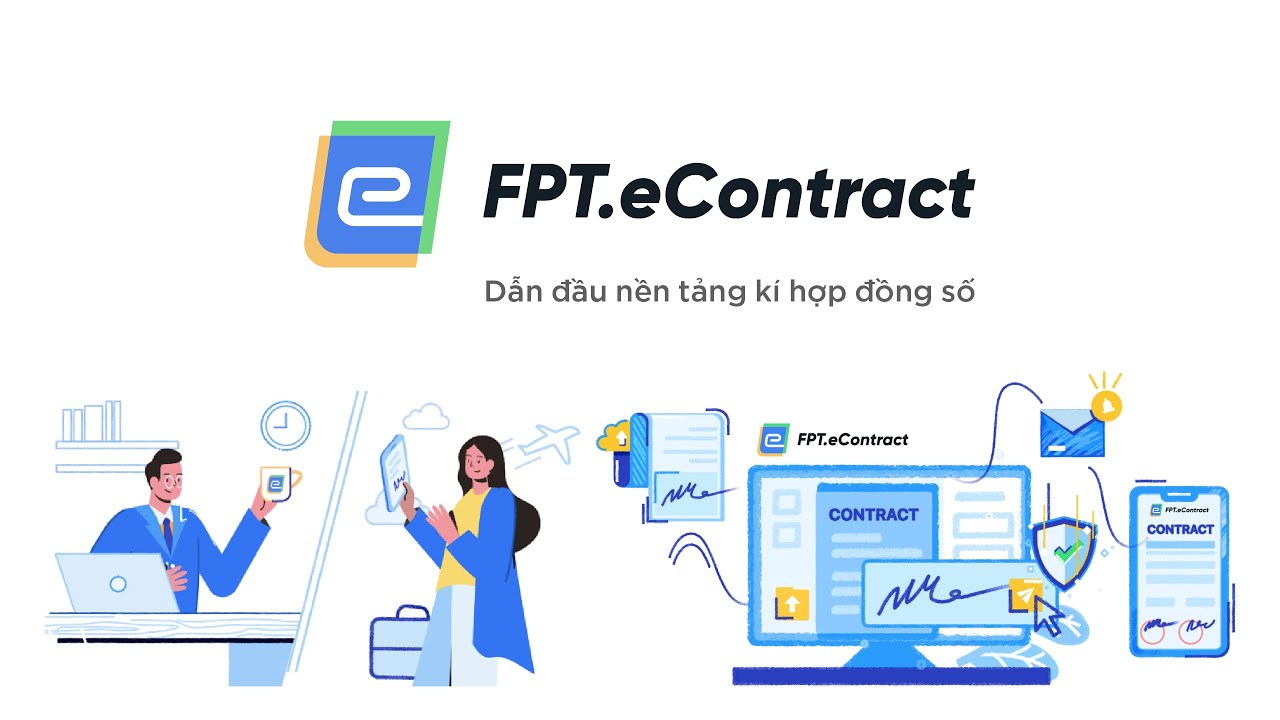 FPT.eContract
Dẫn đầu nền tảng kí hợp đồng số
FPT.eContract
CONTRACT
FPT.eContract
CONTRACT